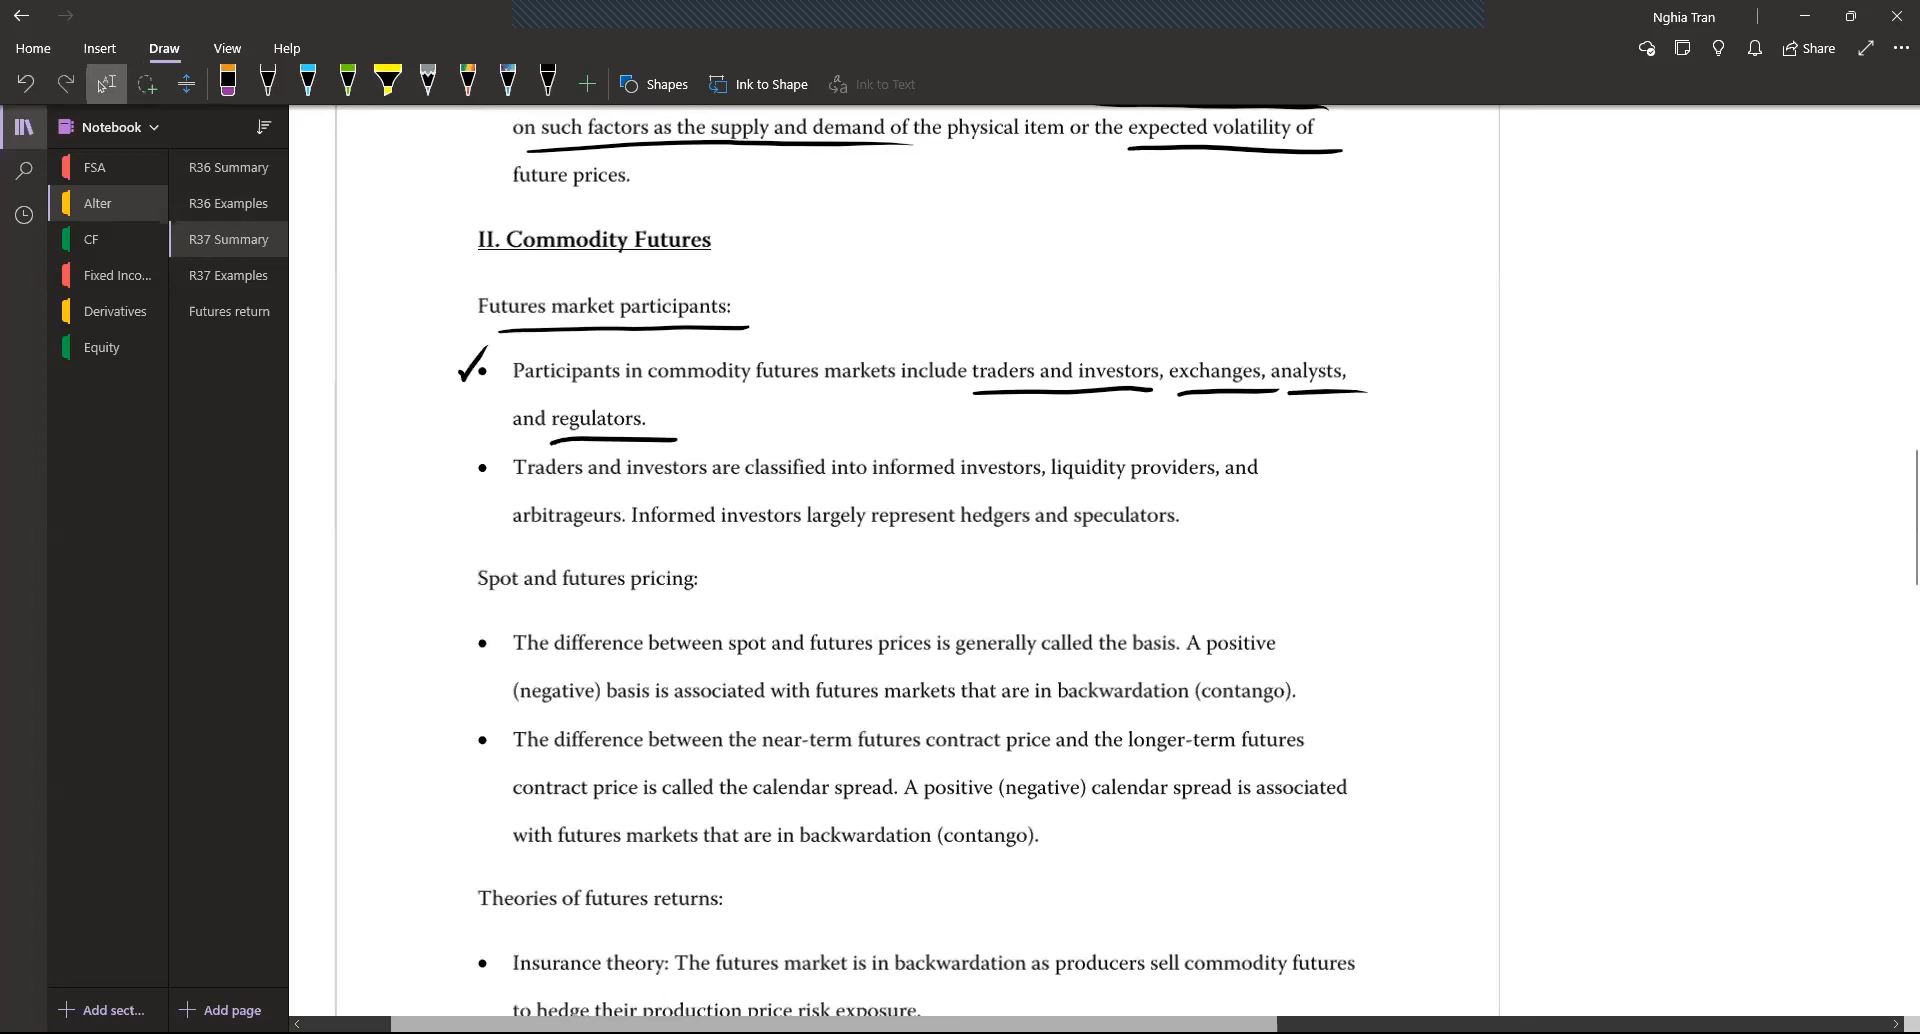 Nghia Tran
Home Insert Draw View Help
Share
Shapes Ink to Shape Ink to Text
Notebook
FSA
Alter
CF
Fixed Inco...
Derivatives
Equity
R36 Summary
R36 Examples
R37 Summary
R37 Examples
Futures return
on such factors as the supply and demand of the physical item or the expected volatility of
future prices.
II. Commodity Futures
Futures market participants:
Participants in commodity futures markets include traders and investors, exchanges, analysts,
and regulators.
Traders and investors are classified into informed investors, liquidity providers, and
arbitrageurs. Informed investors largely represent hedgers and speculators.
Spot and futures pricing:
The difference between spot and futures prices is generally called the basis. A positive
(negative) basis is associated with futures markets that are in backwardation (contango).
The difference between the near-term futures contract price and the longer-term futures
contract price is called the calendar spread. A positive (negative) calendar spread is associated
with futures markets that are in backwardation (contango).
Theories of futures returns:
Insurance theory: The futures market is in backwardation as producers sell commodity futures
to hedge their production price risk exposure.
Add sect... Add page